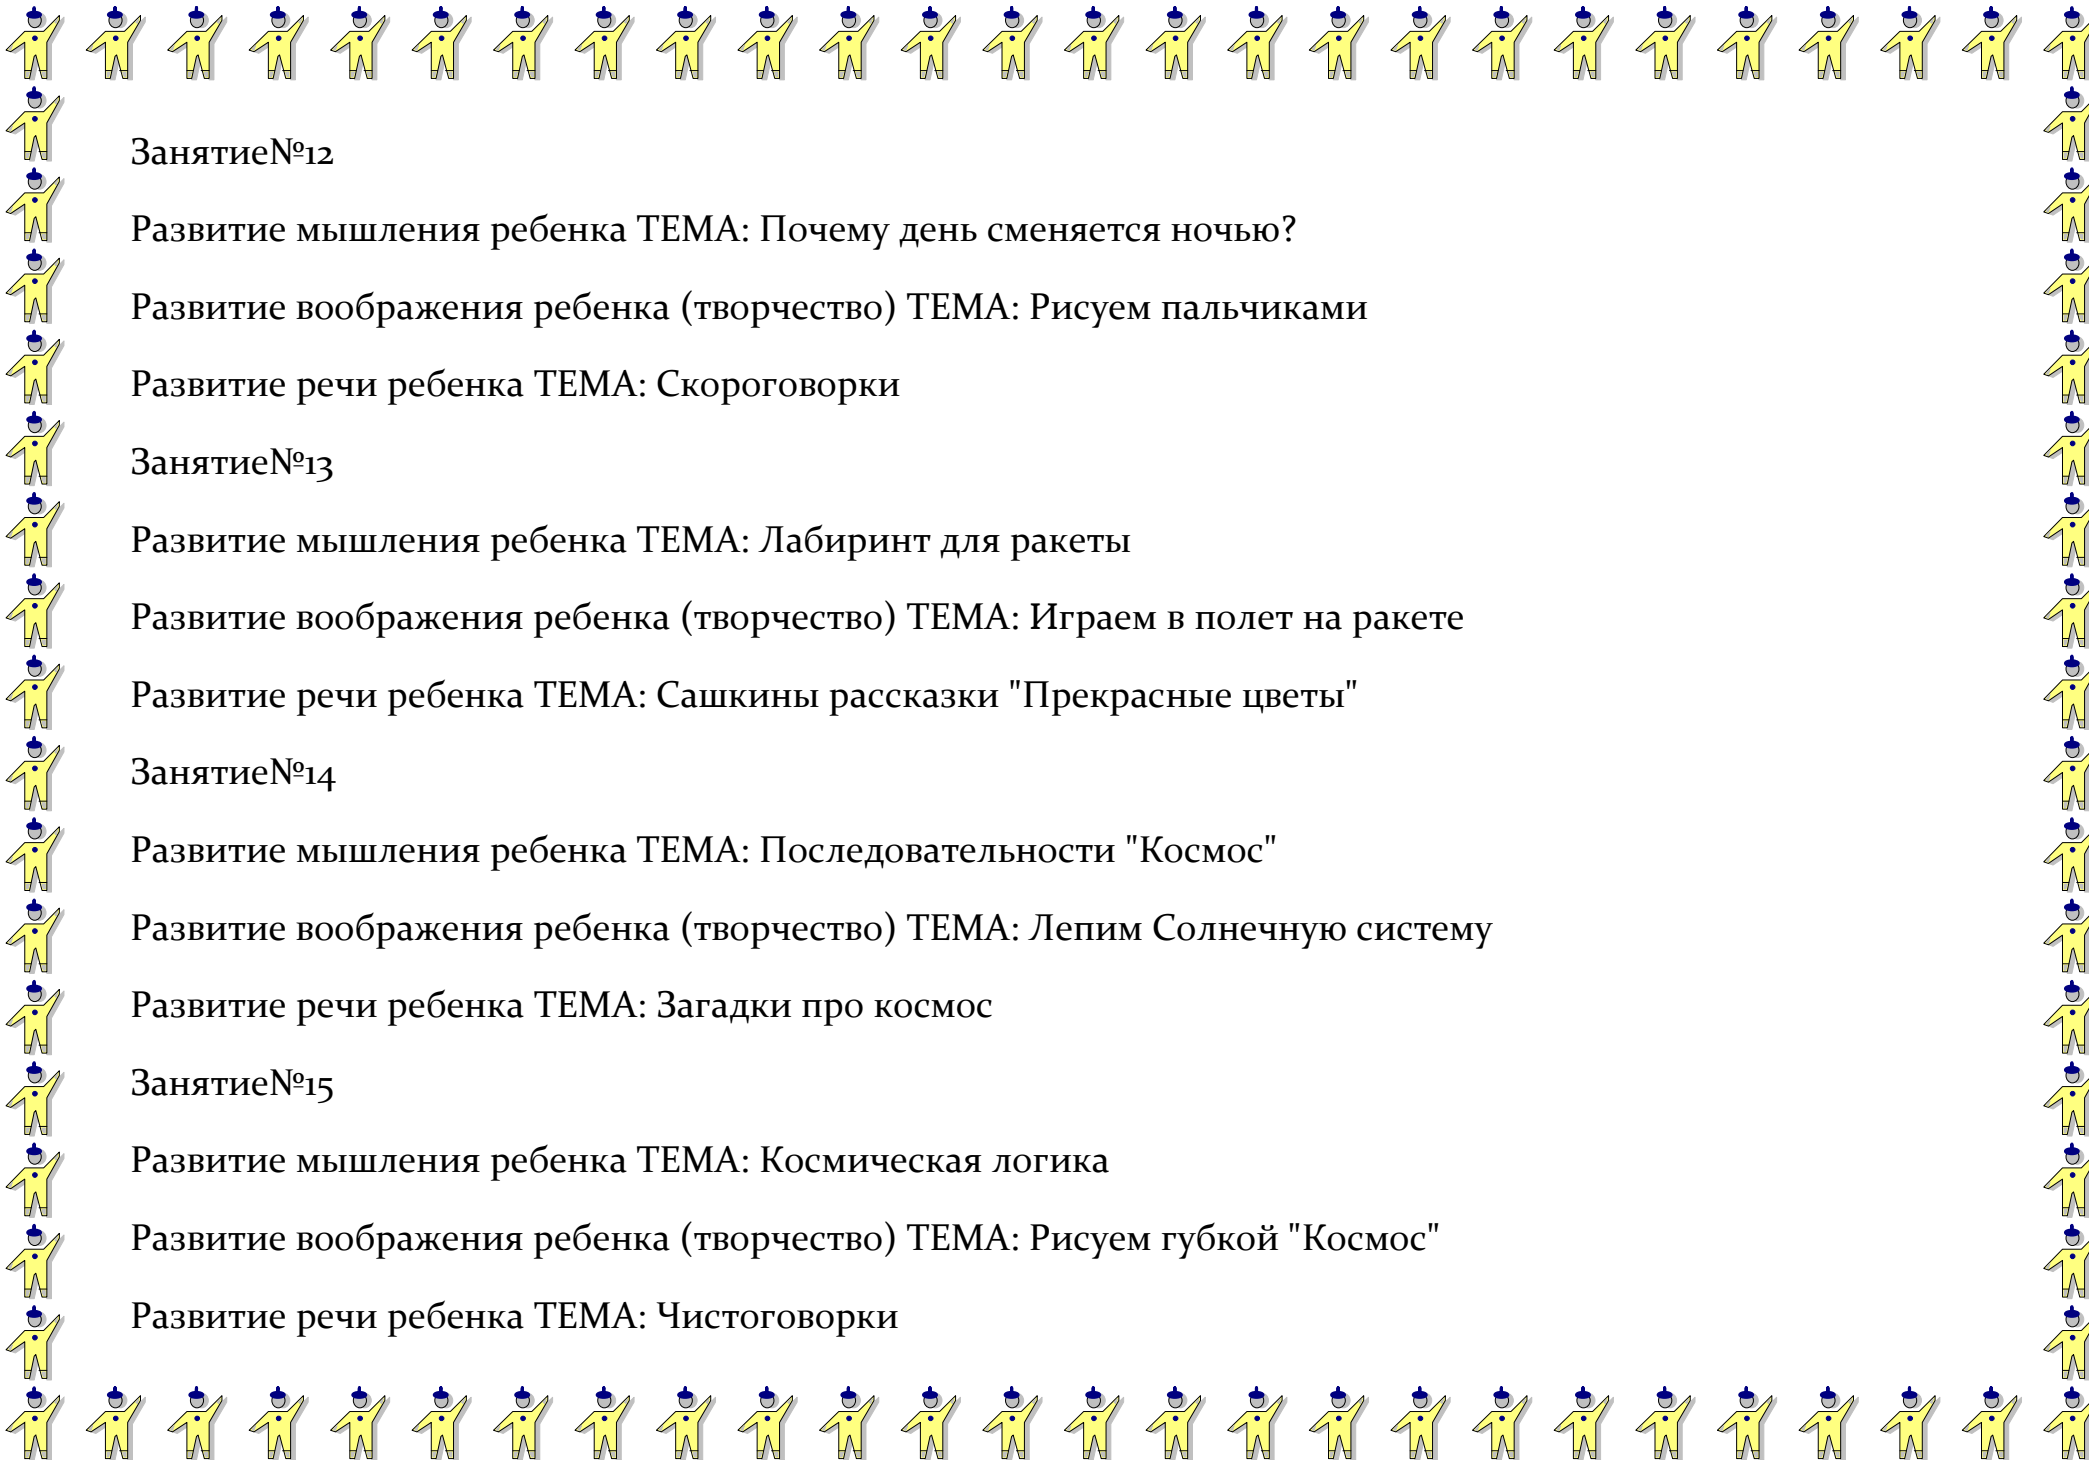 Занятие№12
Развитие мышления ребенка ТЕМА: Почему день сменяется ночью?
Развитие воображения ребенка (творчество) ТЕМА: Рисуем пальчиками
Развитие речи ребенка ТЕМА: Скороговорки
Занятие№13
Развитие мышления ребенка ТЕМА: Лабиринт для ракеты
Развитие воображения ребенка (творчество) ТЕМА: Играем в полет на ракете
Развитие речи ребенка ТЕМА: Сашкины рассказки "Прекрасные цветы"
Занятие№14
Развитие мышления ребенка ТЕМА: Последовательности "Космос"
Развитие воображения ребенка (творчество) ТЕМА: Лепим Солнечную систему
Развитие речи ребенка ТЕМА: Загадки про космос
Занятие№15
Развитие мышления ребенка ТЕМА: Космическая логика
Развитие воображения ребенка (творчество) ТЕМА: Рисуем губкой "Космос"
Развитие речи ребенка ТЕМА: Чистоговорки